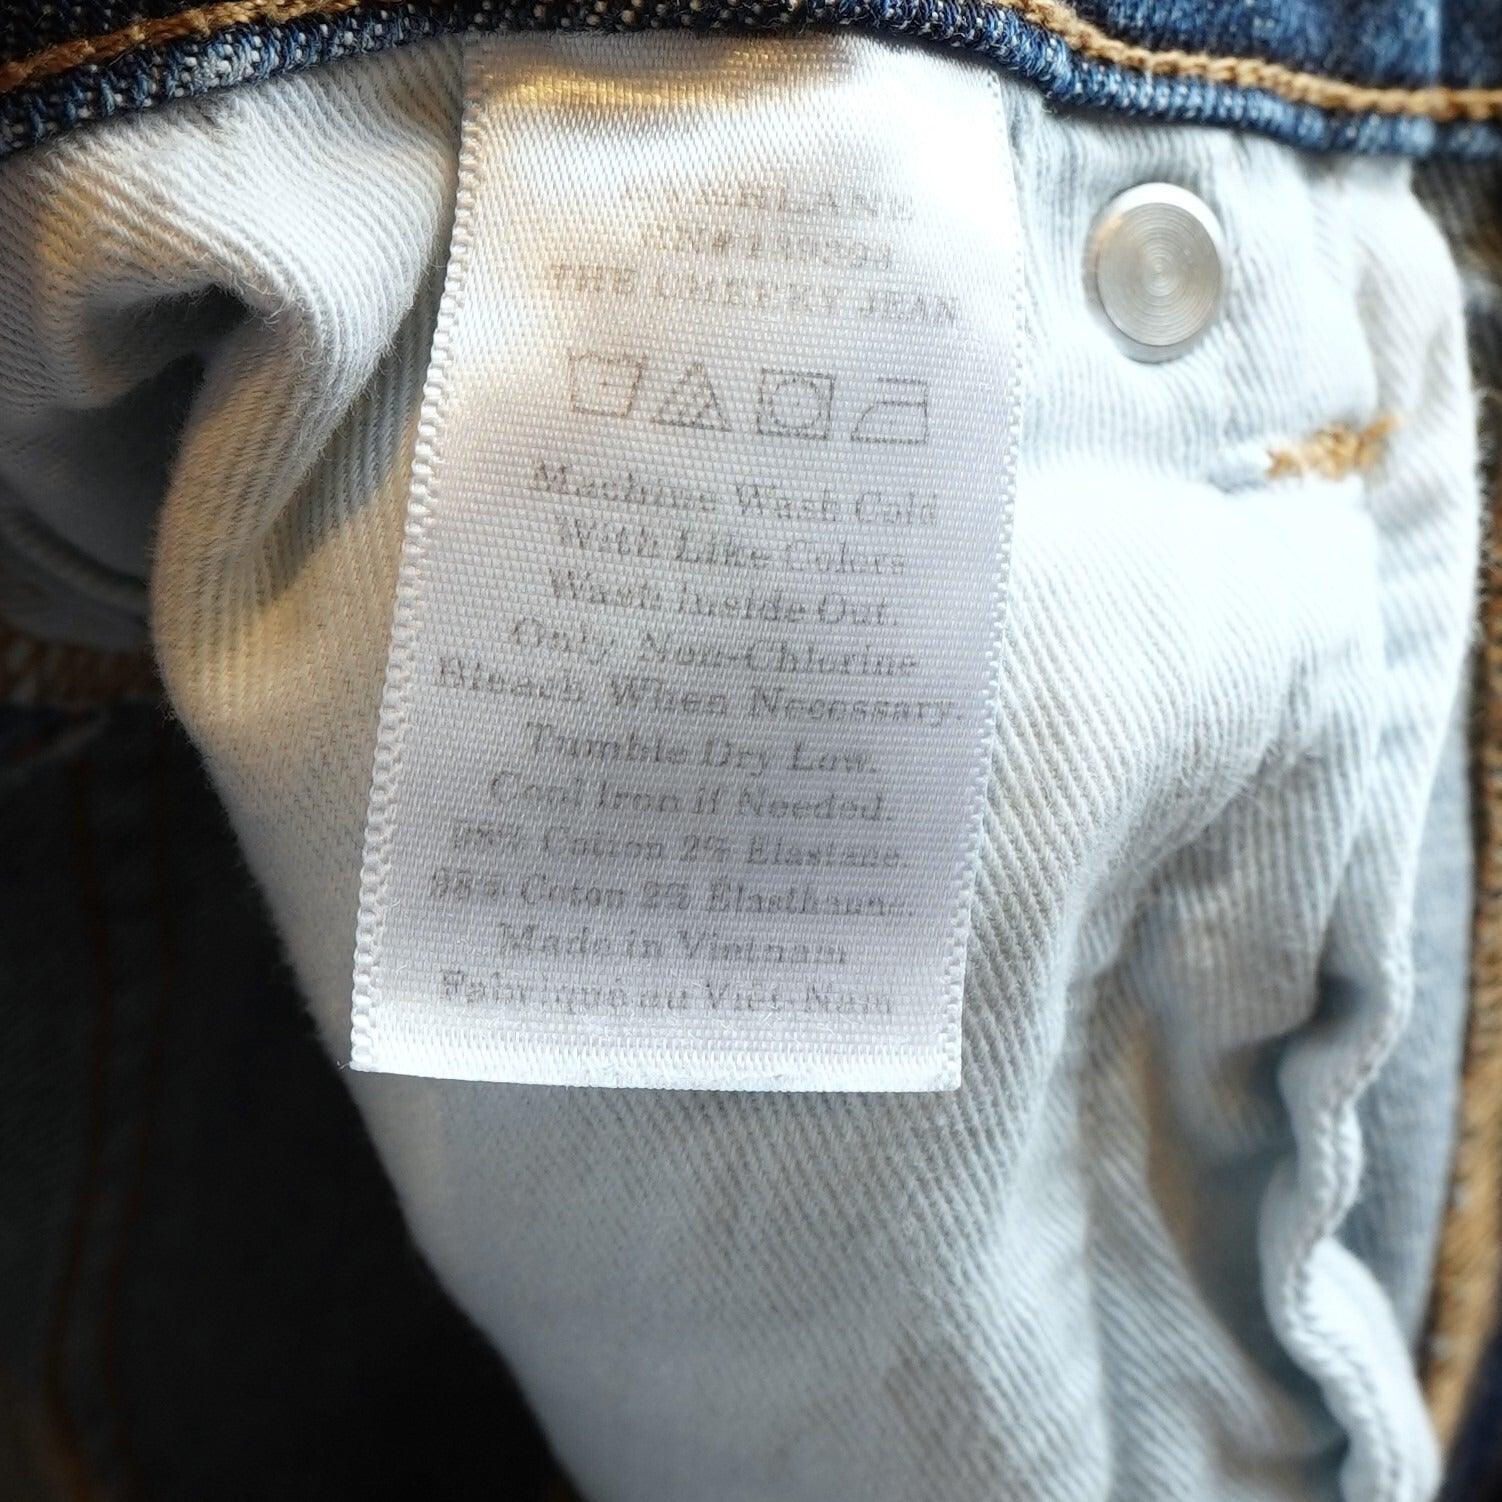 THE CHEEKY JEAN
Machine Wash Cold
With Like Colors
Wash Inside Out.
Only Non-Chlorine
Bleach When Necessary.
Tumble Dry Low.
Cool Iron if Needed.
98% Cotton 2% Elastane.
98% Coton 2% Elasthanne.
Made in Vietnam
Fabriqué au Viet Nam